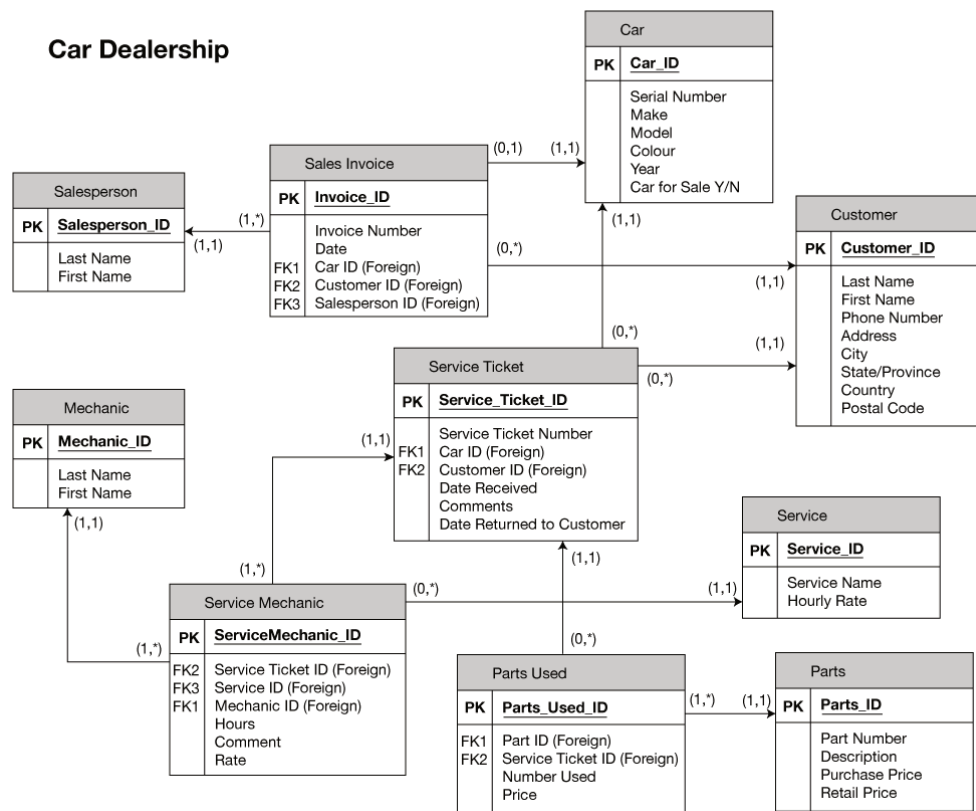 Car Dealership
Car
PK Car_ID
Serial Number
Make
Model
Colour
Year
Car for Sale Y/N
(0,1)
(1,1)
Sales Invoice
PK Invoice_ID
Invoice Number
Date
FK1 Car ID (Foreign)
FK2 Customer ID (Foreign)
FK3 Salesperson ID (Foreign)
Salesperson
PK Salesperson_ID
Last Name
First Name
(1,*)
(1,1)
(0,*)
(1,1)
(1,1)
Customer
PK Customer_ID
Last Name
First Name
Phone Number
Address
City
State/Province
Country
Postal Code
(0,*)
(1,1)
(0,*)
Service Ticket
PK Service_Ticket_ID
Service Ticket Number
FK1 Car ID (Foreign)
FK2 Customer ID (Foreign)
Date Received
Comments
Date Returned to Customer
Mechanic
PK Mechanic_ID
Last Name
First Name
(1,1)
(1,1)
(1,1)
Service
PK Service_ID
Service Name
Hourly Rate
(1,*)
(0,*)
(1,1)
Service Mechanic
PK ServiceMechanic_ID
FK2 Service Ticket ID (Foreign)
FK3 Service ID (Foreign)
FK1 Mechanic ID (Foreign)
Hours
Comment
Rate
(1,*)
(0,*)
Parts Used
PK Parts_Used_ID
FK1 Part ID (Foreign)
FK2 Service Ticket ID (Foreign)
Number Used
Price
(1,*)
(1,1)
Parts
PK Parts_ID
Part Number
Description
Purchase Price
Retail Price